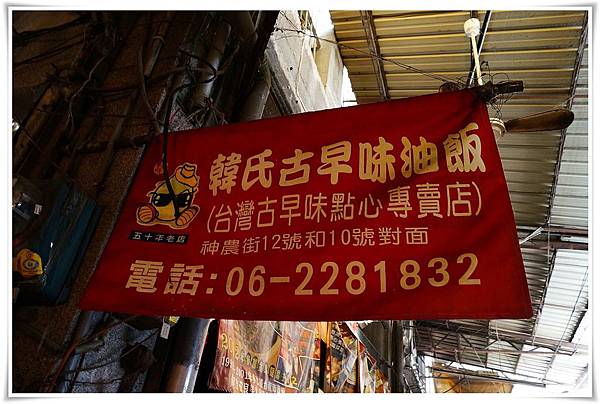 韓氏古早味油飯
(台灣古早味點心專賣店)
五十年老店
神農街12號和10號對面
電話:06-2281832